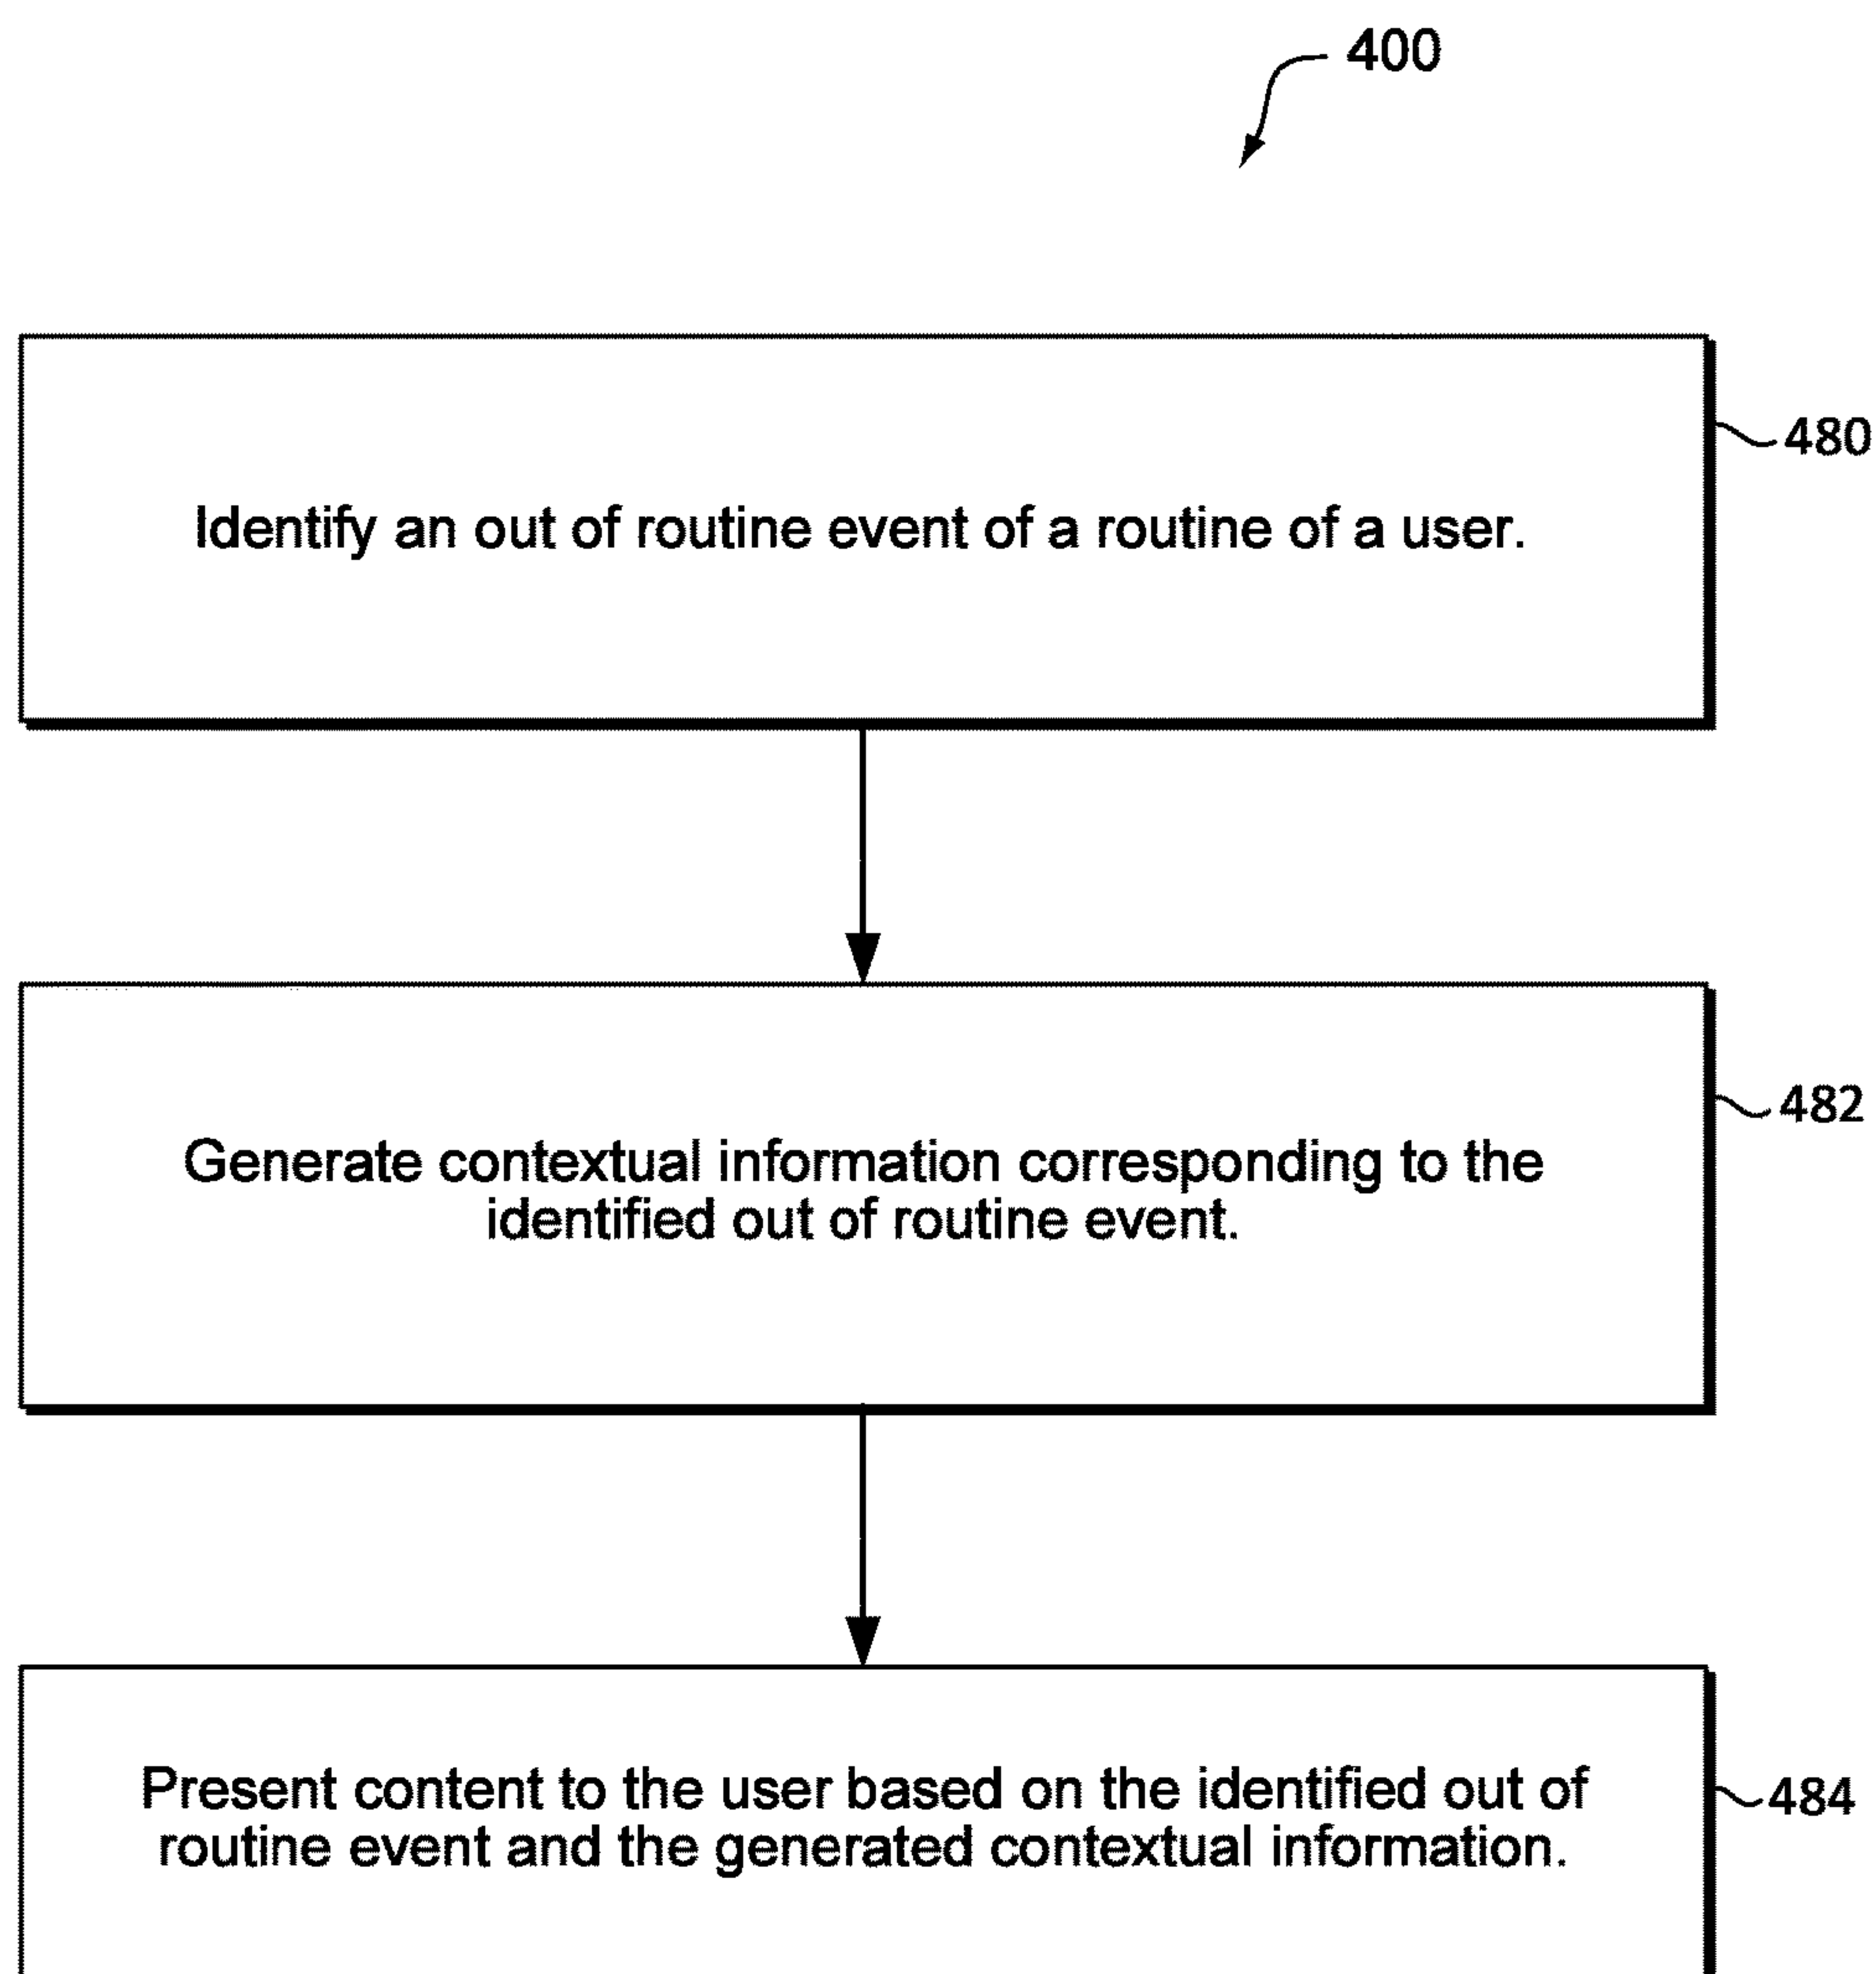 400
480
Identify an out of routine event of a routine of a user.
482
Generate contextual information corresponding to the
identified out of routine event.
484
Present content to the user based on the identified out of
routine event and the generated contextual information.